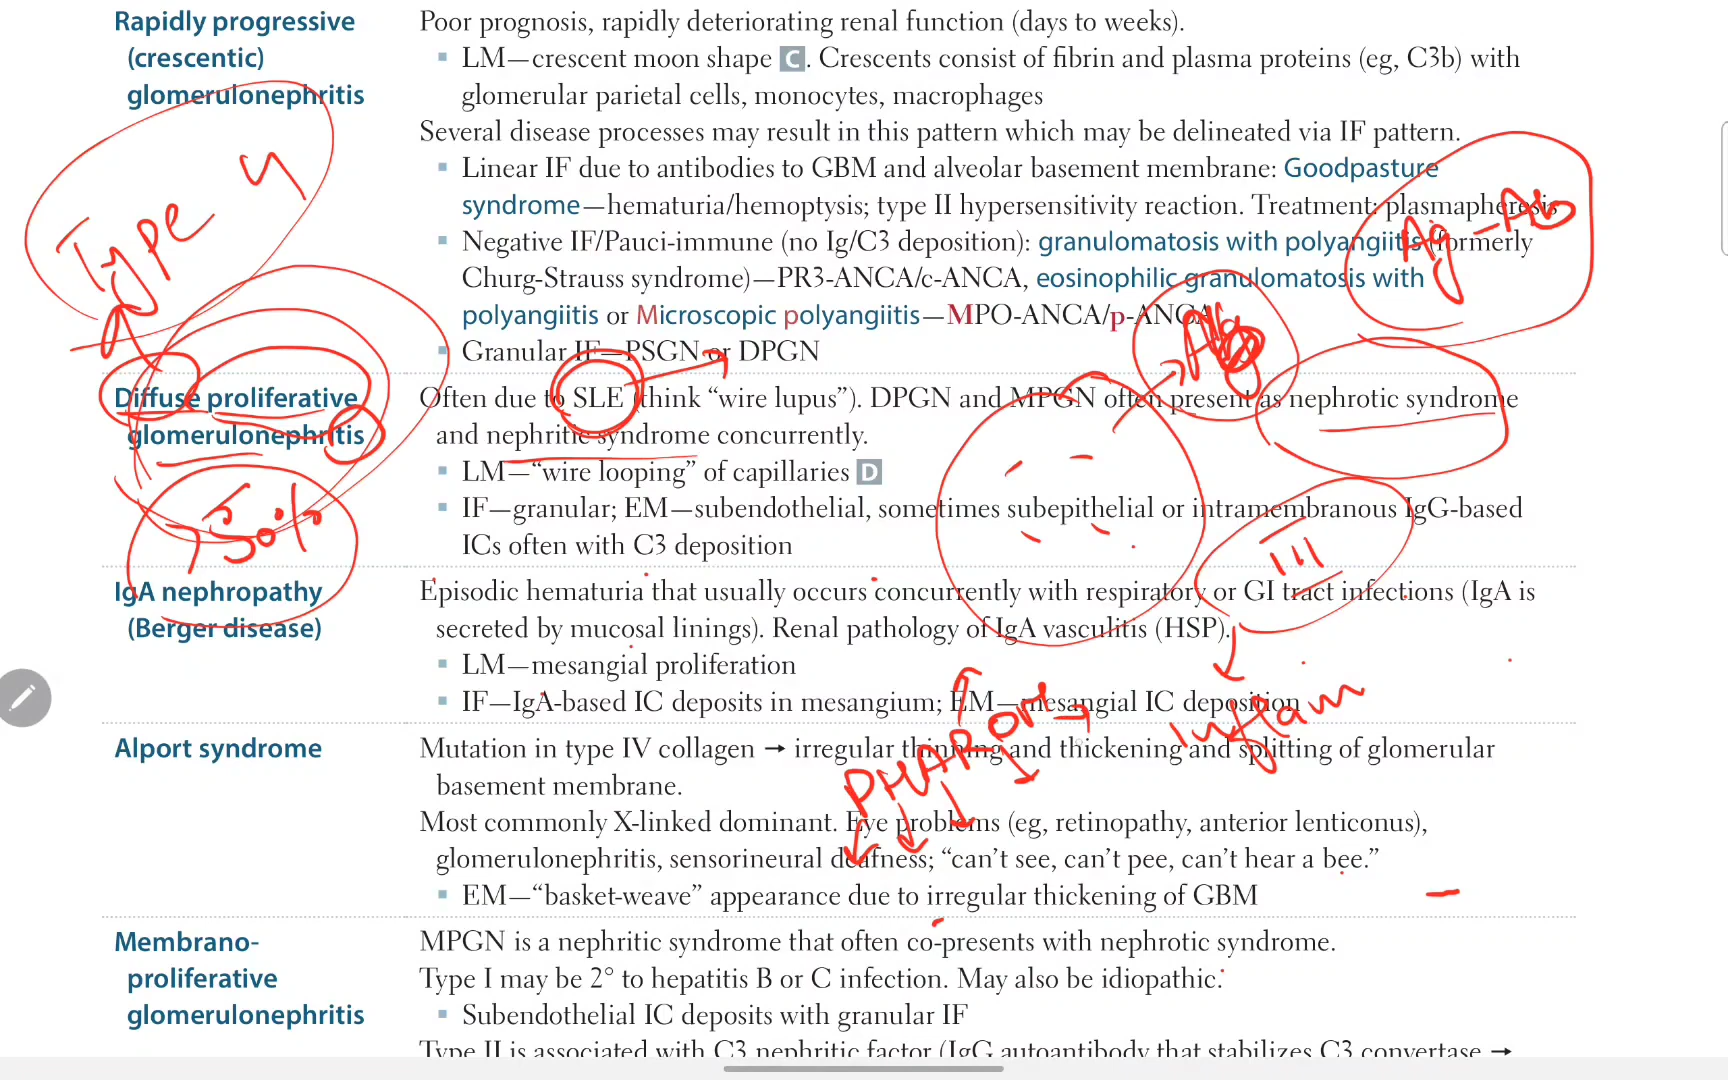 Rapidly progressive
(crescentic)
glomerulonephritis
Poor prognosis, rapidly deteriorating renal function (days to weeks).
LM—crescent moon shape C. Crescents consist of fibrin and plasma proteins (eg, C3b) with
glomerular parietal cells, monocytes, macrophages
Several disease processes may result in this pattern which may be delineated via IF pattern.
Linear IF due to antibodies to GBM and alveolar basement membrane: Goodpasture
syndrome—hematuria/hemoptysis; type II hypersensitivity reaction. Treatment: plasmapheresis
Negative IF/Pauci-immune (no Ig/C3 deposition): granulomatosis with polyangiitis (formerly
Churg-Strauss syndrome)—PR3-ANCA/c-ANCA, eosinophilic granulomatosis with
polyangiitis or Microscopic polyangiitis—MPO-ANCA/p-ANCA
Granular IF—PSGN or DPGN
Type 4
Ag-Ab
Diffuse proliferative
glomerulonephritis
Often due to SLE (think “wire lupus”). DPGN and MPGN often present as nephrotic syndrome
and nephritic syndrome concurrently.
LM—“wire looping” of capillaries D
IF—granular; EM—subendothelial, sometimes subepithelial or intramembranous IgG-based
ICs often with C3 deposition
750%
III
IgA nephropathy
(Berger disease)
Episodic hematuria that usually occurs concurrently with respiratory or GI tract infections (IgA is
secreted by mucosal linings). Renal pathology of IgA vasculitis (HSP).
LM—mesangial proliferation
IF—IgA-based IC deposits in mesangium; EM—mesangial IC deposition
Inflam
Alport syndrome
Mutation in type IV collagen → irregular thinning and thickening and splitting of glomerular
basement membrane.
Most commonly X-linked dominant. Eye problems (eg, retinopathy, anterior lenticonus),
glomerulonephritis, sensorineural deafness; “can’t see, can’t pee, can’t hear a bee.”
EM—“basket-weave” appearance due to irregular thickening of GBM
Membrano-
proliferative
glomerulonephritis
MPGN is a nephritic syndrome that often co-presents with nephrotic syndrome.
Type I may be 2° to hepatitis B or C infection. May also be idiopathic.
Subendothelial IC deposits with granular IF
Type II is associated with C3 nephritic factor (IgG autoantibody that stabilizes C3 convertase →